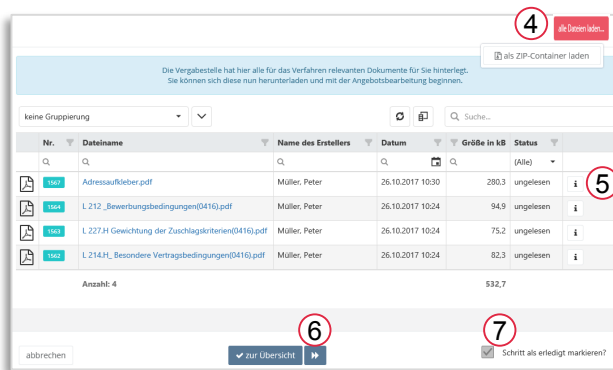 4
alle Dateien laden...
als ZIP-Container laden
Die Vergabestelle hat hier alle für das Verfahren relevanten Dokumente für Sie hinterlegt.
Sie können sich diese nun herunterladen und mit der Angebotsbearbeitung beginnen.
keine Gruppierung
Suche...
Nr. Dateiname Name des Erstellers Datum Größe in kB Status
(Alle)
1567 Adressaufkleber.pdf Müller, Peter 26.10.2017 10:30 280,3 ungelesen i 5
1564 L 212 _Bewerbungsbedingungen(0416).pdf Müller, Peter 26.10.2017 10:24 94,9 ungelesen i
1563 L 227.H Gewichtung der Zuschlagskriterien(0416).pdf Müller, Peter 26.10.2017 10:24 75,2 ungelesen i
1562 L 214.H_ Besondere Vertragsbedingungen(0416).pdf Müller, Peter 26.10.2017 10:24 82,3 ungelesen i
Anzahl: 4 532,7
6 7
abbrechen zur Übersicht Schritt als erledigt markieren?